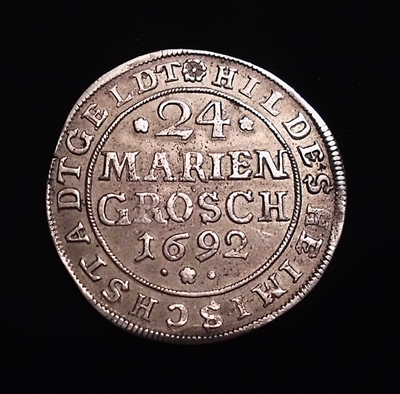 HILDESHEIMISCH STADTGELDT
24
MARIEN
GROSCH
1692